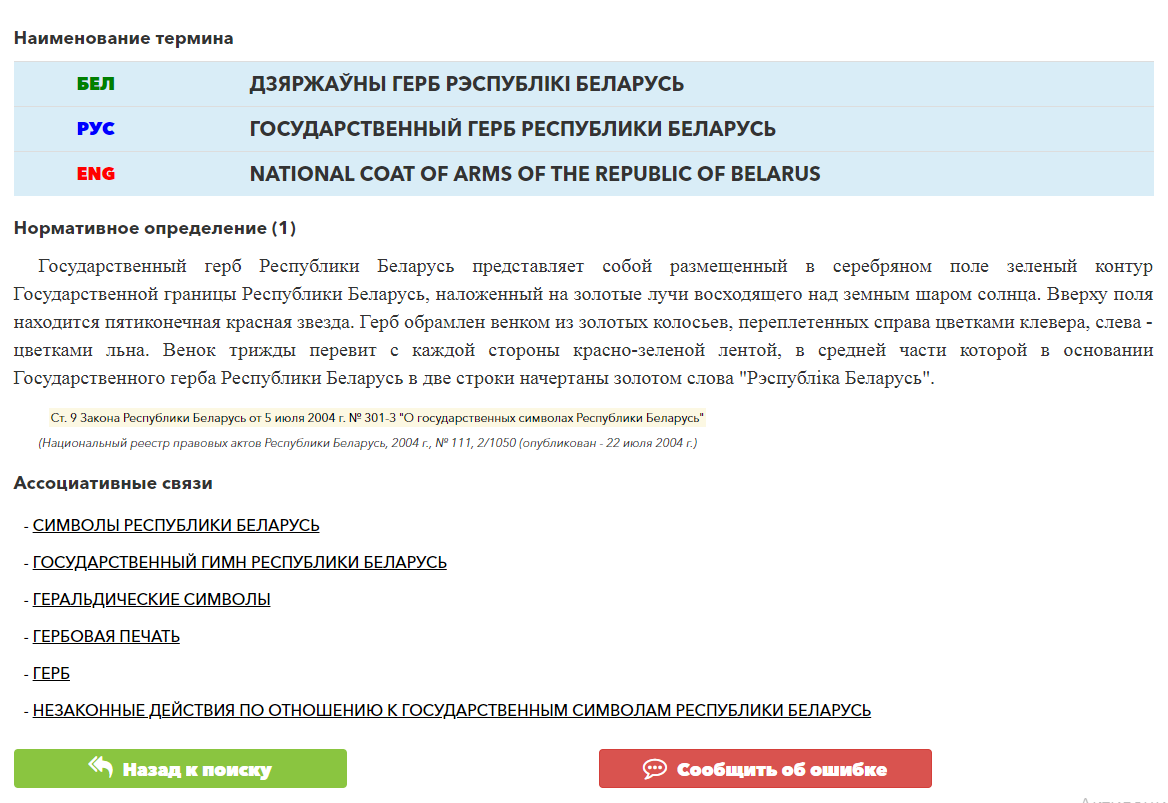 Наименование термина
БЕЛ ДЗЯРЖАЎНЫ ГЕРБ РЭСПУБЛІКІ БЕЛАРУСЬ
РУС ГОСУДАРСТВЕННЫЙ ГЕРБ РЕСПУБЛИКИ БЕЛАРУСЬ
ENG NATIONAL COAT OF ARMS OF THE REPUBLIC OF BELARUS
Нормативное определение (1)
Государственный герб Республики Беларусь представляет собой размещенный в серебряном поле зеленый контур
Государственной границы Республики Беларусь, наложенный на золотые лучи восходящего над земным шаром солнца. Вверху поля
находится пятиконечная красная звезда. Герб обрамлен венком из золотых колосьев, переплетенных справа цветками клевера, слева -
цветками льна. Венок трижды перевит с каждой стороны красно-зеленой лентой, в средней части которой в основании
Государственного герба Республики Беларусь в две строки начертаны золотом слова "Рэспубліка Беларусь".
Ст. 9 Закона Республики Беларусь от 5 июля 2004 г. № 301-З "О государственных символах Республики Беларусь"
(Национальный реестр правовых актов Республики Беларусь, 2004 г., № 111, 2/1050 (опубликован - 22 июля 2004 г.)
Ассоциативные связи
- СИМВОЛЫ РЕСПУБЛИКИ БЕЛАРУСЬ
- ГОСУДАРСТВЕННЫЙ ГИМН РЕСПУБЛИКИ БЕЛАРУСЬ
- ГЕРАЛЬДИЧЕСКИЕ СИМВОЛЫ
- ГЕРБОВАЯ ПЕЧАТЬ
- ГЕРБ
- НЕЗАКОННЫЕ ДЕЙСТВИЯ ПО ОТНОШЕНИЮ К ГОСУДАРСТВЕННЫМ СИМВОЛАМ РЕСПУБЛИКИ БЕЛАРУСЬ
Назад к поиску
Сообщить об ошибке